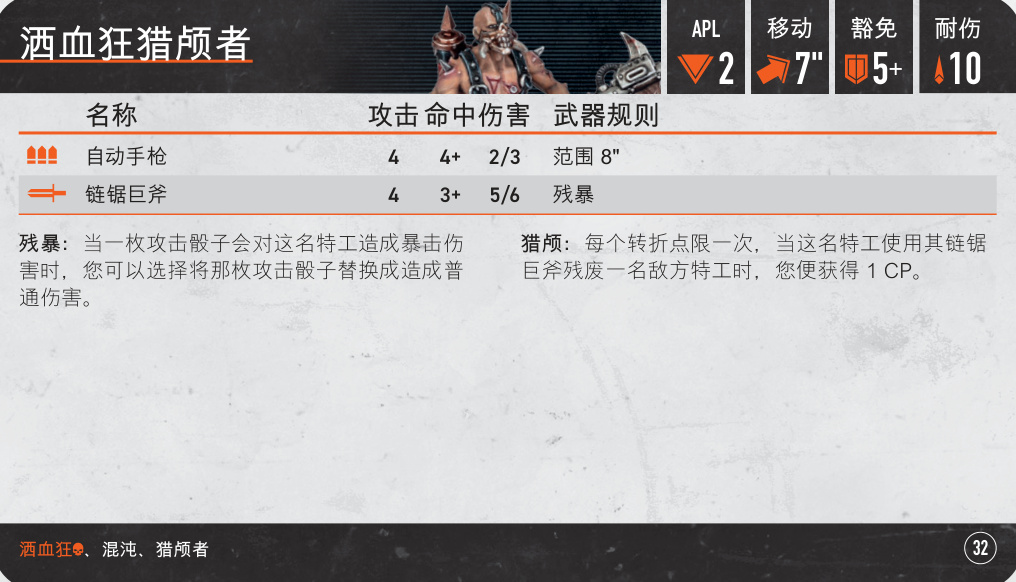 洒血狂猎颅者
APL 移动 豁免 耐伤
2 7" 5+ 10
名称 攻击 命中 伤害 武器规则
自动手枪 4 4+ 2/3 范围 8"
链锯巨斧 4 3+ 5/6 残暴
残暴：当一枚攻击骰子会对这名特工造成暴击伤
害时，您可以选择将那枚攻击骰子替换成造成普
通伤害。
猎颅：每个转折点限一次，当这名特工使用其链锯
巨斧残废一名敌方特工时，您便获得 1 CP。
洒血狂、混沌、猎颅者
32